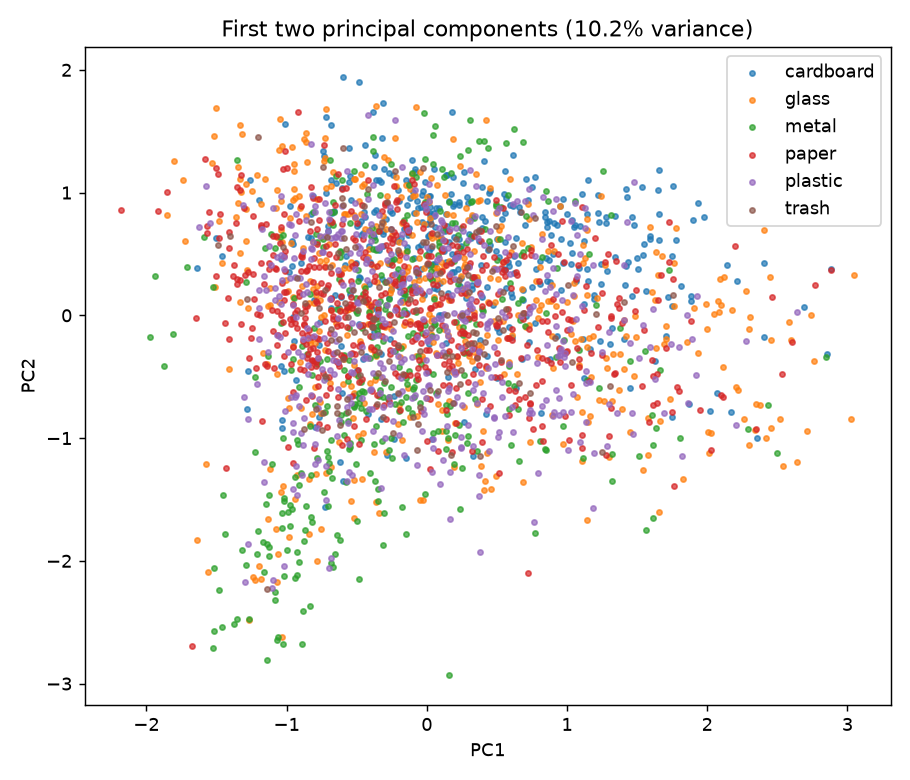 First two principal components (10.2% variance)
cardboard
glass
metal
paper
plastic
trash
2
1
0
−1
−2
−3
PC2
−2
−1
0
1
2
3
PC1